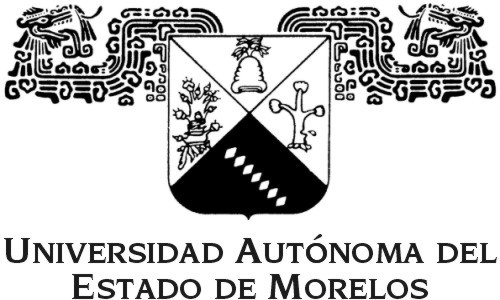 UNIVERSIDAD AUTÓNOMA DEL
ESTADO DE MORELOS